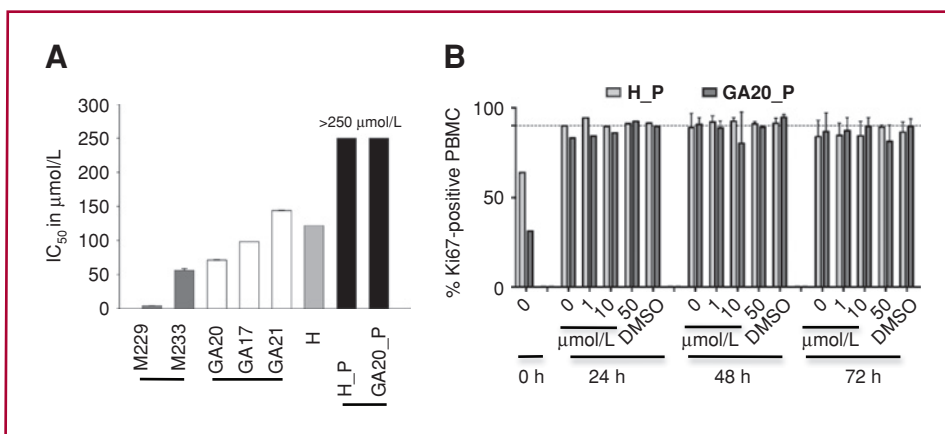 A
IC50 in μmol/L
300
250
200
150
100
50
0
>250 μmol/L
M229
M233
GA20
GA17
GA21
H
H_P
GA20_P
B
H_P GA20_P
% Ki67-positive PBMC
100
50
0
0 0 1 10 50 DMSO 0 1 10 50 DMSO 0 1 10 50 DMSO
μmol/L μmol/L μmol/L
0 h 24 h 48 h 72 h